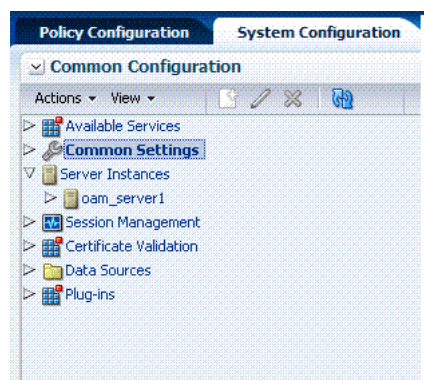 Policy Configuration System Configuration
Common Configuration
Actions View
Available Services
Common Settings
Server Instances
oam_server1
Session Management
Certificate Validation
Data Sources
Plug-ins